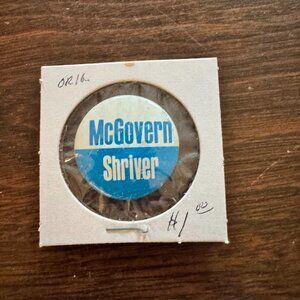 ORIG.
McGovern
Shriver
#1 00